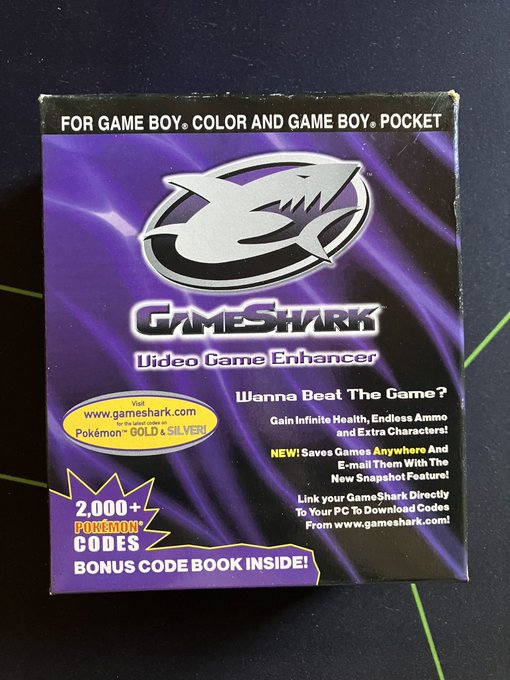 FOR GAME BOY® COLOR AND GAME BOY® POCKET
™
GAMESHARK™
Video Game Enhancer
Wanna Beat The Game?
Visit
www.gameshark.com
for the latest codes on
Pokémon™ GOLD & SILVER!
Gain Infinite Health, Endless Ammo
and Extra Characters!
NEW! Saves Games Anywhere And
E-mail Them With The
New Snapshot Feature!
Link your GameShark Directly
To Your PC To Download Codes
From www.gameshark.com!
2,000+
POKÉMON®
CODES
BONUS CODE BOOK INSIDE!